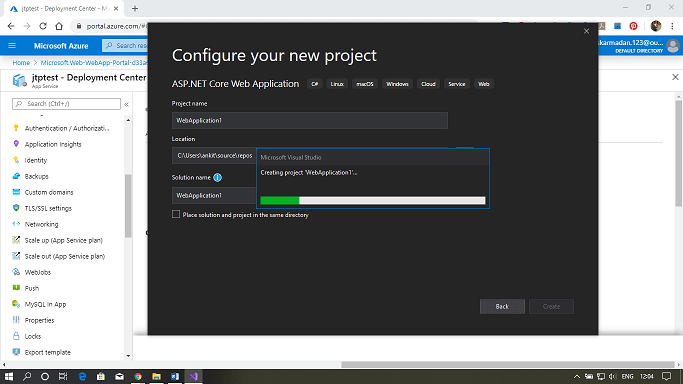 jtptest - Deployment Center - M
portal.azure.com/#
Microsoft Azure
Search resou
ukarmadan.123@ou...
DEFAULT DIRECTORY
Home > Microsoft.Web-WebApp-Portal-d33a
jtptest - Deployment Center
App Service
Search (Ctrl+/)
Authentication / Authorizati...
Application Insights
Identity
Backups
Custom domains
TLS/SSL settings
Networking
Scale up (App Service plan)
Scale out (App Service plan)
WebJobs
Push
MySQL In App
Properties
Locks
Export template
Configure your new project
ASP.NET Core Web Application C# Linux macOS Windows Cloud Service Web
Project name
WebApplication1
Location
C:\Users\ankit\source\repos
Solution name
WebApplication1
Place solution and project in the same directory
Microsoft Visual Studio
Creating project 'WebApplication1'...
Back
Create
ENG
12:04